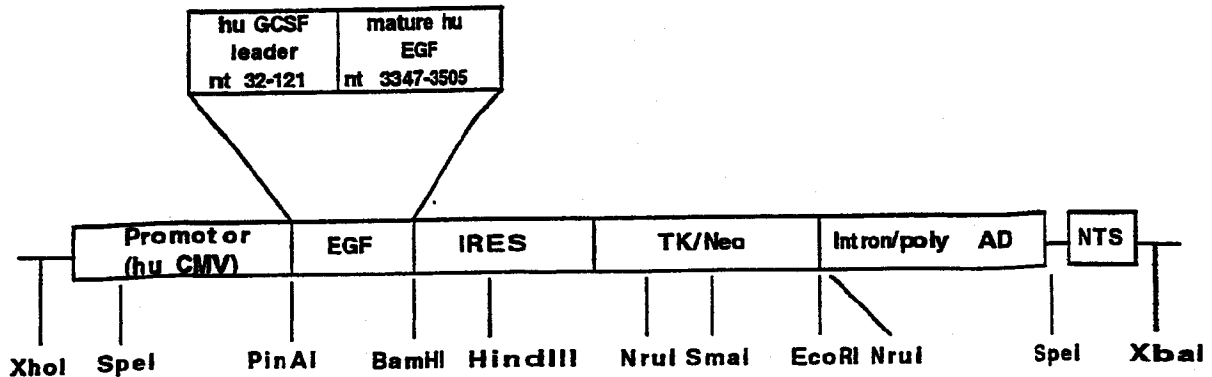 hu GCSF
leader
nt 32-121
mature hu
EGF
nt 3347-3505
Promotor
(hu CMV)
EGF
IRES
TK/Neo
Intron/poly AD
NTS
XhoI
SpeI
PinAI
BamHI
HindIII
NruI
SmaI
EcoRI
NruI
SpeI
XbaI